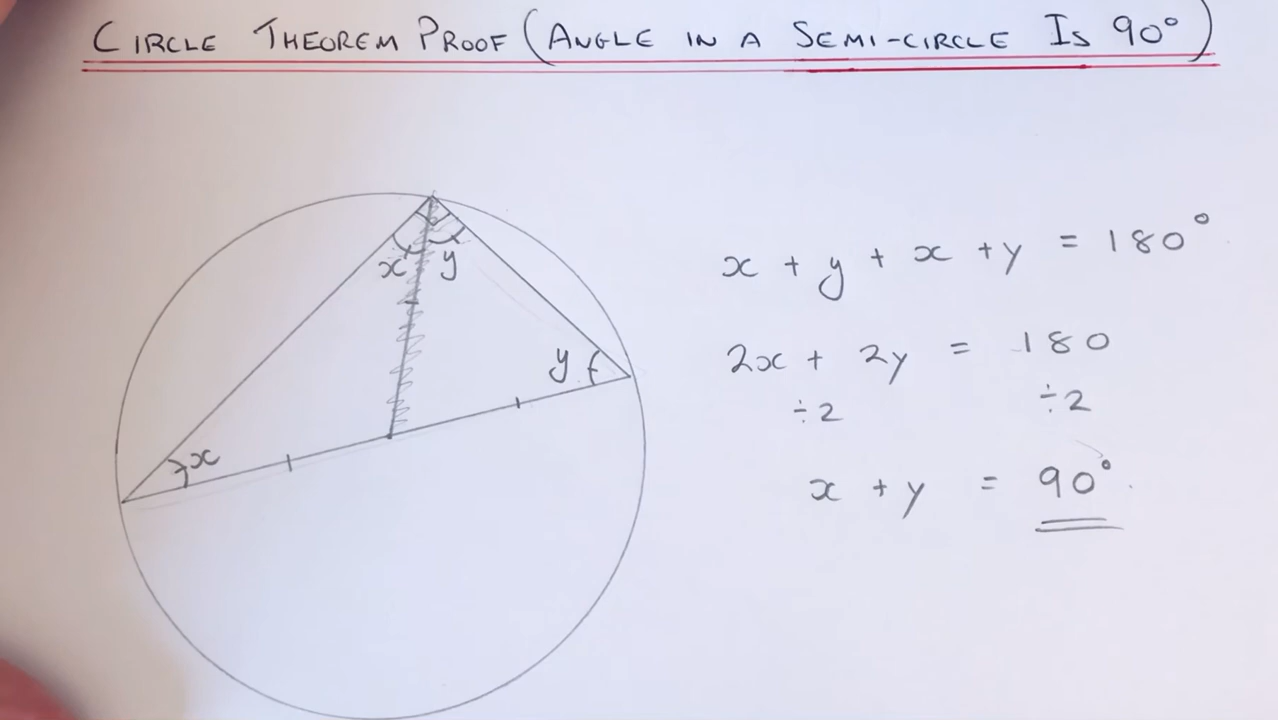 CIRCLE THEOREM PROOF (ANGLE IN A SEMI-CIRCLE IS 90°)
x y
y
x
x + y + x + y = 180°
2x + 2y = 180
÷2 ÷2
x + y = 90°